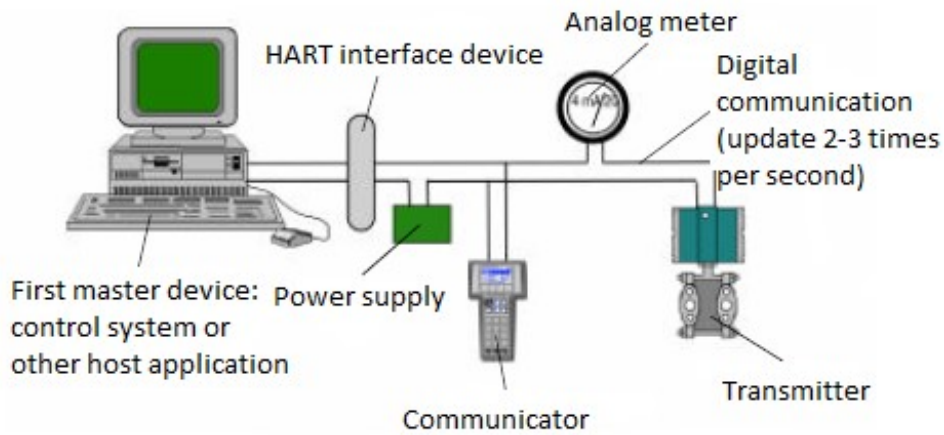 Analog meter
HART interface device
Digital
communication
(update 2-3 times
per second)
4 mA/20
First master device:
control system or
other host application
Power supply
Communicator
Transmitter